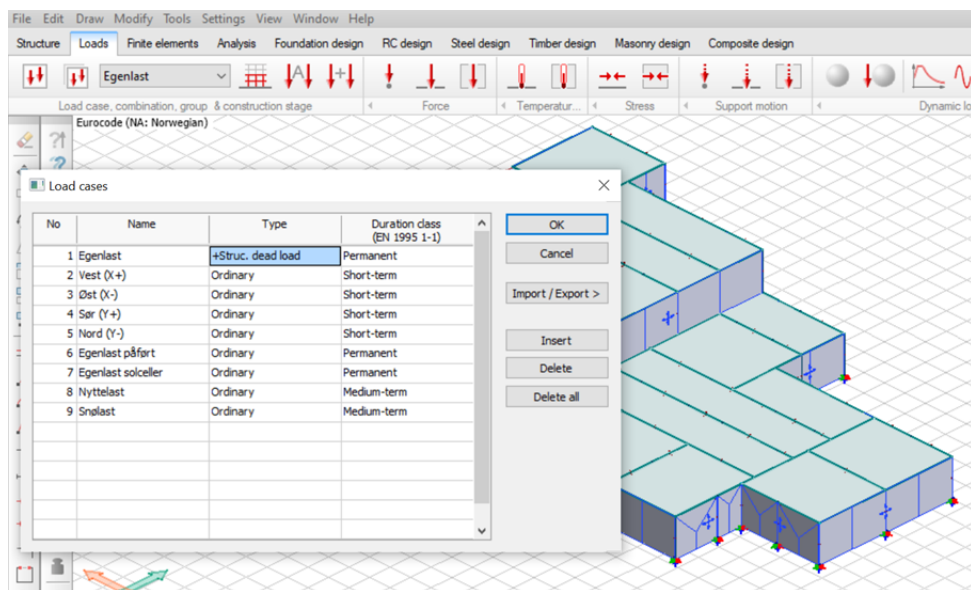 File Edit Draw Modify Tools Settings View Window Help
Structure Loads Finite elements Analysis Foundation design RC design Steel design Timber design Masonry design Composite design
Egenlast
Load case, combination, group & construction stage Force Temperatur... Stress Support motion Dynamic lo
Eurocode (NA: Norwegian)
Load cases
No Name Type Duration class
(EN 1995 1-1)
1 Egenlast +Struc. dead load Permanent
2 Vest (X+) Ordinary Short-term
3 Øst (X-) Ordinary Short-term
4 Sør (Y+) Ordinary Short-term
5 Nord (Y-) Ordinary Short-term
6 Egenlast påført Ordinary Permanent
7 Egenlast solceller Ordinary Permanent
8 Nyttelast Ordinary Medium-term
9 Snølast Ordinary Medium-term
OK
Cancel
Import / Export >
Insert
Delete
Delete all